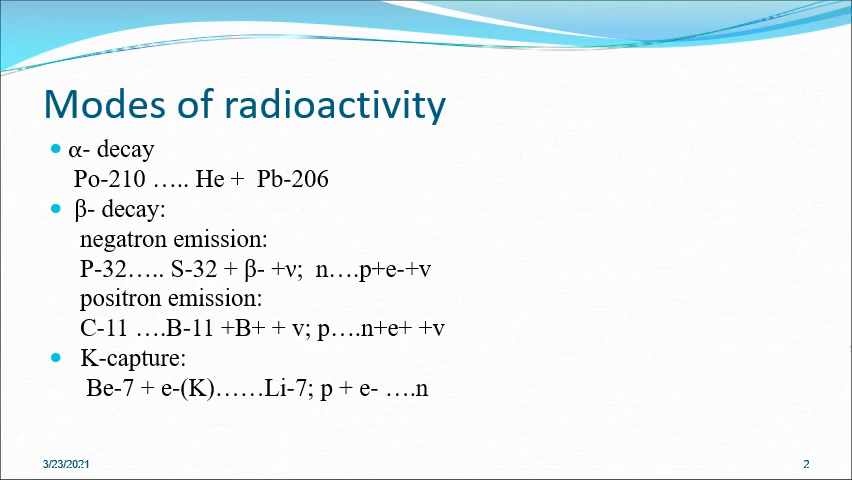 Modes of radioactivity
α- decay
Po-210 ….. He + Pb-206
β- decay:
negatron emission:
P-32….. S-32 + β- +ν; n….p+e-+ν
positron emission:
C-11 ….B-11 +B+ + ν; p….n+e+ +ν
K-capture:
Be-7 + e-(K)……Li-7; p + e- ….n
3/23/2021
2